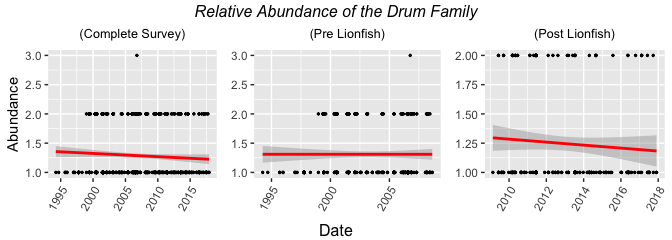 Relative Abundance of the Drum Family
(Complete Survey) (Pre Lionfish) (Post Lionfish)
Abundance
3.0
2.5
2.0
1.5
1.0
1995 2000 2005 2010 2015
3.0
2.5
2.0
1.5
1.0
1995 2000 2005
2.00
1.75
1.50
1.25
1.00
2010 2012 2014 2016 2018
Date